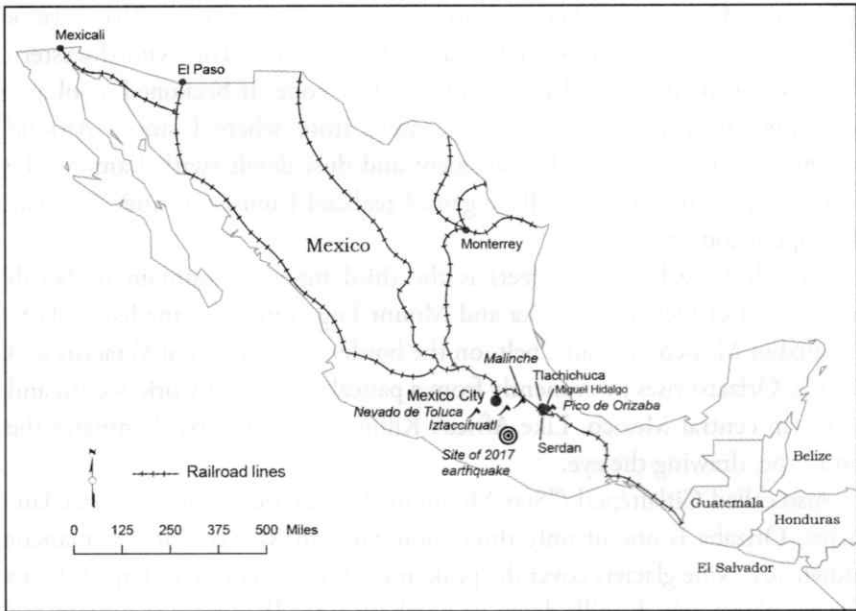 Mexicali
El Paso
Mexico
Monterrey
Malinche
Tlachichuca
Miguel Hidalgo
Mexico City
Pico de Orizaba
Nevado de Toluca
Iztaccihuatl
Serdan
Site of 2017
earthquake
Belize
Guatemala
Honduras
El Salvador
N
Railroad lines
0 125 250 375 500 Miles